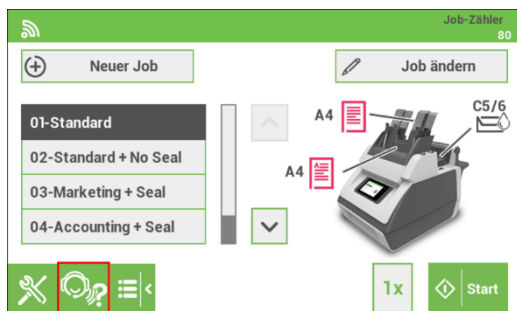 Job-Zähler
80
Neuer Job
Job ändern
01-Standard
02-Standard + No Seal
03-Marketing + Seal
04-Accounting + Seal
A4
C5/6
A4
1x
Start